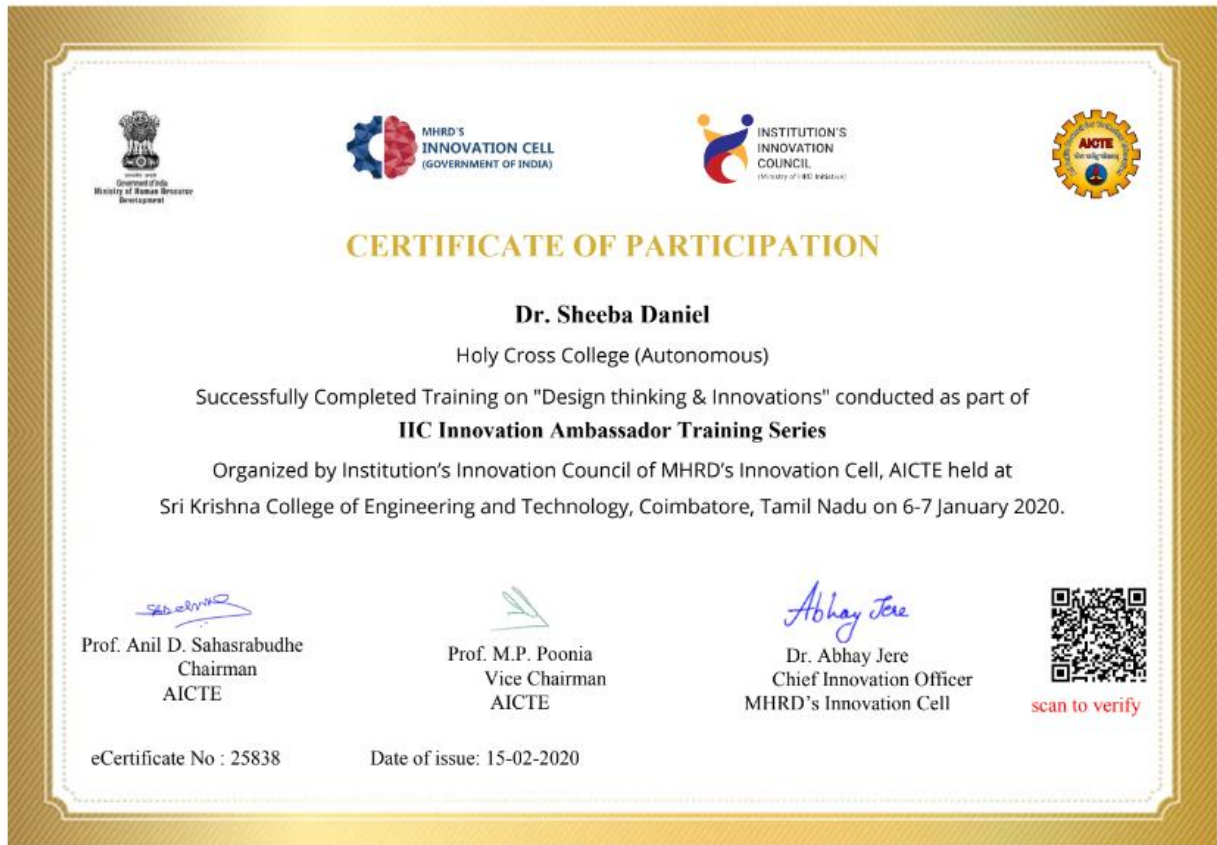 Government of India
Ministry of Human Resource
Development
MHRD'S
INNOVATION CELL
(GOVERNMENT OF INDIA)
INSTITUTION'S
INNOVATION
COUNCIL
(Ministry of HRD Initiative)
AICTE
CERTIFICATE OF PARTICIPATION
Dr. Sheeba Daniel
Holy Cross College (Autonomous)
Successfully Completed Training on "Design thinking & Innovations" conducted as part of
IIC Innovation Ambassador Training Series
Organized by Institution's Innovation Council of MHRD's Innovation Cell, AICTE held at
Sri Krishna College of Engineering and Technology, Coimbatore, Tamil Nadu on 6-7 January 2020.
Abhay Jere
Prof. Anil D. Sahasrabudhe
Chairman
AICTE
Prof. M.P. Poonia
Vice Chairman
AICTE
Dr. Abhay Jere
Chief Innovation Officer
MHRD's Innovation Cell
scan to verify
eCertificate No : 25838
Date of issue: 15-02-2020